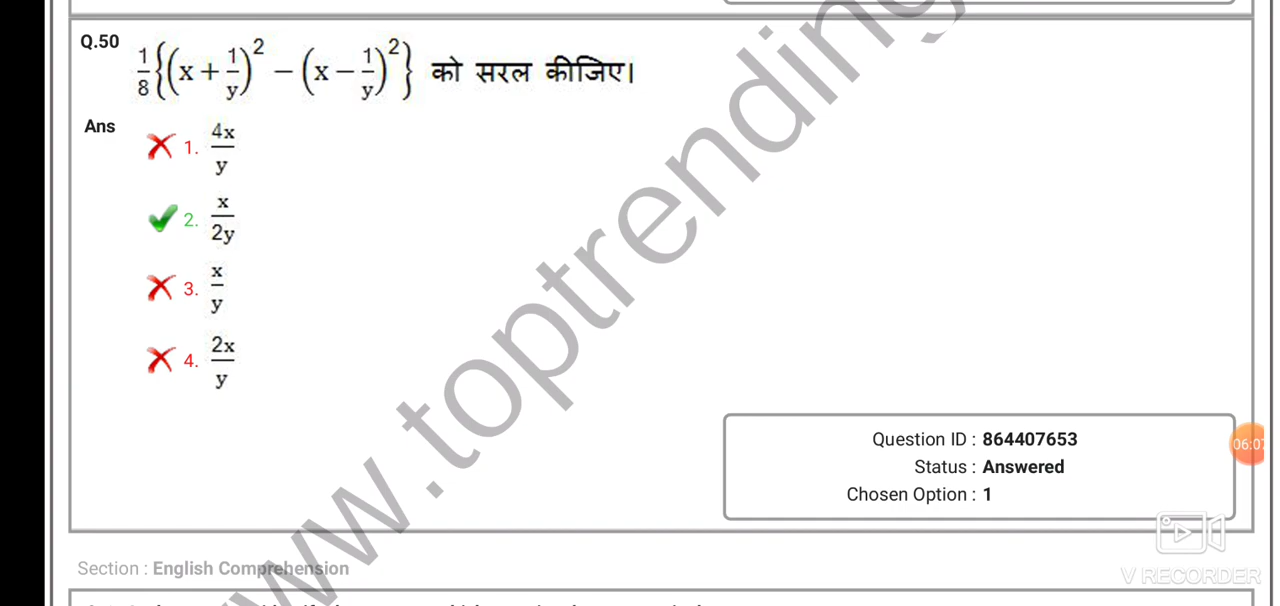 Q.50 1/8{(x + 1/y)² − (x − 1/y)²} को सरल कीजिए।
Ans
1. 4x/y
2. x/2y
3. x/y
4. 2x/y
Question ID : 864407653
Status : Answered
Chosen Option : 1
06:07
Section : English Comprehension
V RECORDER
www.toptrending